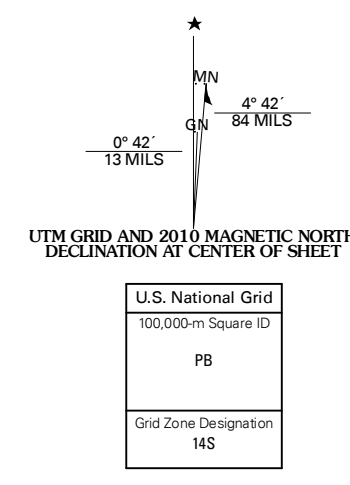 MN
4° 42´
84 MILS
GN
0° 42´
13 MILS
UTM GRID AND 2010 MAGNETIC NORTH
DECLINATION AT CENTER OF SHEET
U.S. National Grid
100,000-m Square ID
PB
Grid Zone Designation
14S